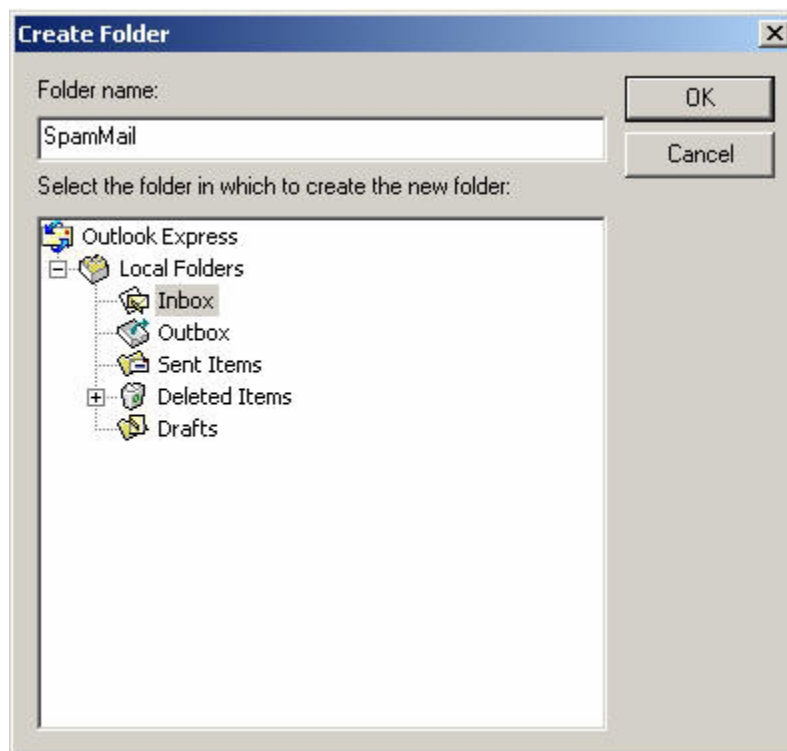 Create Folder
Folder name:
OK
SpamMail
Cancel
Select the folder in which to create the new folder:
Outlook Express
Local Folders
Inbox
Outbox
Sent Items
Deleted Items
Drafts